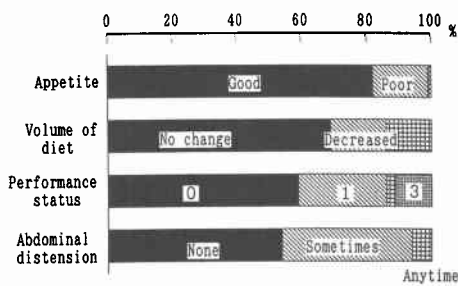 0 20 40 60 80 100 %
Appetite Good Poor
Volume of
diet No change Decreased
Performance
status 0 1 3
Abdominal
distension None Sometimes
Anytime